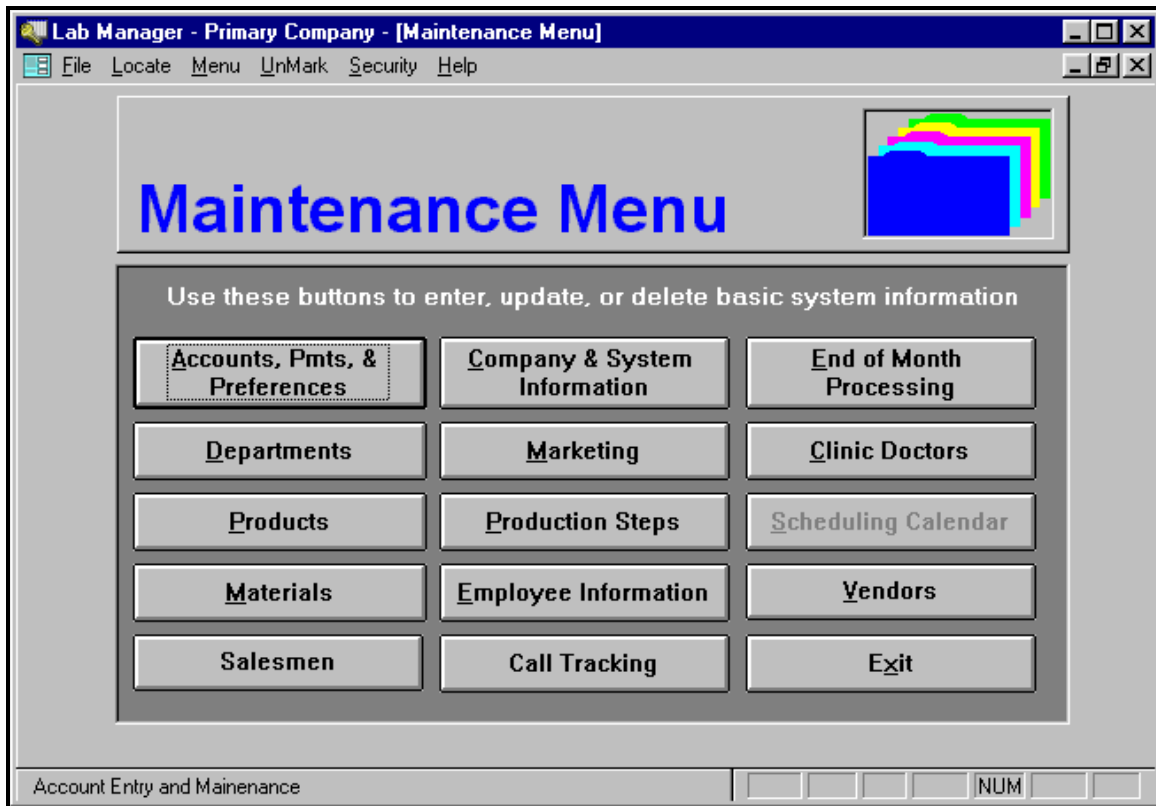 Lab Manager - Primary Company - [Maintenance Menu]
File Locate Menu UnMark Security Help
Maintenance Menu
Use these buttons to enter, update, or delete basic system information
Accounts, Pmts, &
Preferences
Company & System
Information
End of Month
Processing
Departments
Marketing
Clinic Doctors
Products
Production Steps
Scheduling Calendar
Materials
Employee Information
Vendors
Salesmen
Call Tracking
Exit
Account Entry and Mainenance
NUM